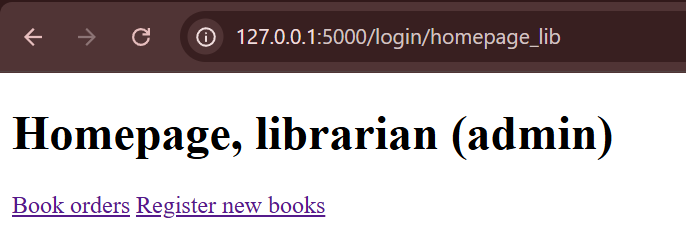 127.0.0.1:5000/login/homepage_lib
Homepage, librarian (admin)
Book orders Register new books